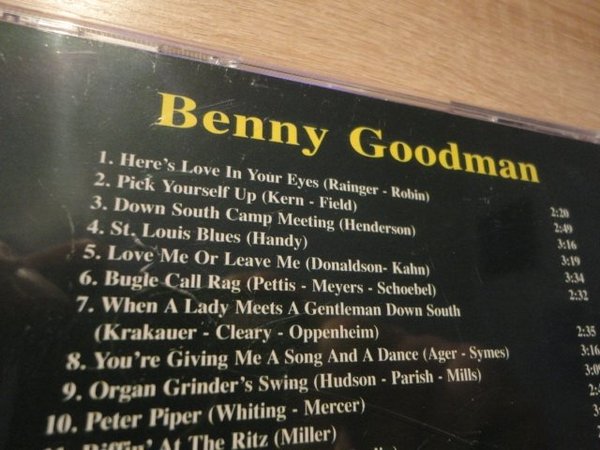 Benny Goodman
1. Here's Love In Your Eyes (Rainger - Robin) 2:20
2. Pick Yourself Up (Kern - Field) 2:49
3. Down South Camp Meeting (Henderson) 3:16
4. St. Louis Blues (Handy) 3:19
5. Love Me Or Leave Me (Donaldson- Kahn) 3:34
6. Bugle Call Rag (Pettis - Meyers - Schoebel) 2:32
7. When A Lady Meets A Gentleman Down South
(Krakauer - Cleary - Oppenheim) 2:35
8. You're Giving Me A Song And A Dance (Ager - Symes) 3:16
9. Organ Grinder's Swing (Hudson - Parish - Mills)
10. Peter Piper (Whiting - Mercer)
Riffin' At The Ritz (Miller)